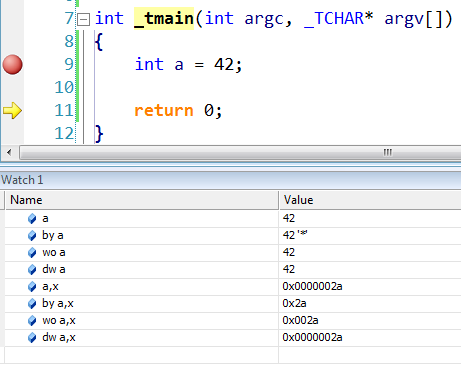 6
7 int _tmain(int argc, _TCHAR* argv[])
8 {
9 int a = 42;
10
11 return 0;
12 }
Watch 1
Name Value
a 42
by a 42 '*'
wo a 42
dw a 42
a,x 0x0000002a
by a,x 0x2a
wo a,x 0x002a
dw a,x 0x0000002a